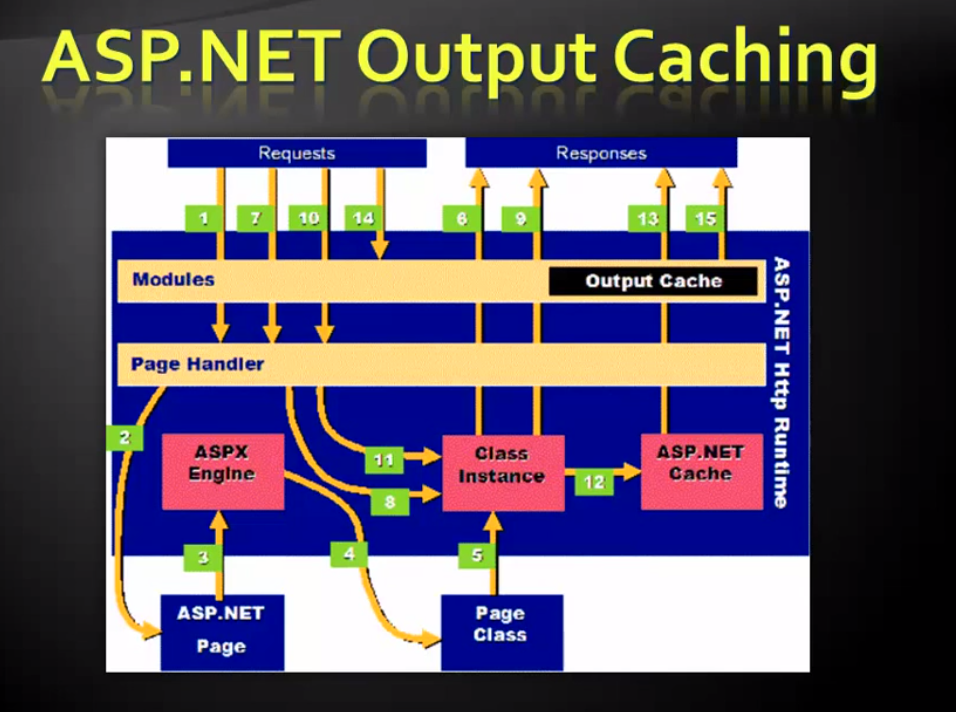 ASP.NET Output Caching
Requests
Responses
1
7
10
14
6
9
13
15
Modules
Output Cache
Page Handler
ASP.NET Http Runtime
2
ASPX
Engine
11
8
Class
Instance
12
ASP.NET
Cache
3
4
5
ASP.NET
Page
Page
Class